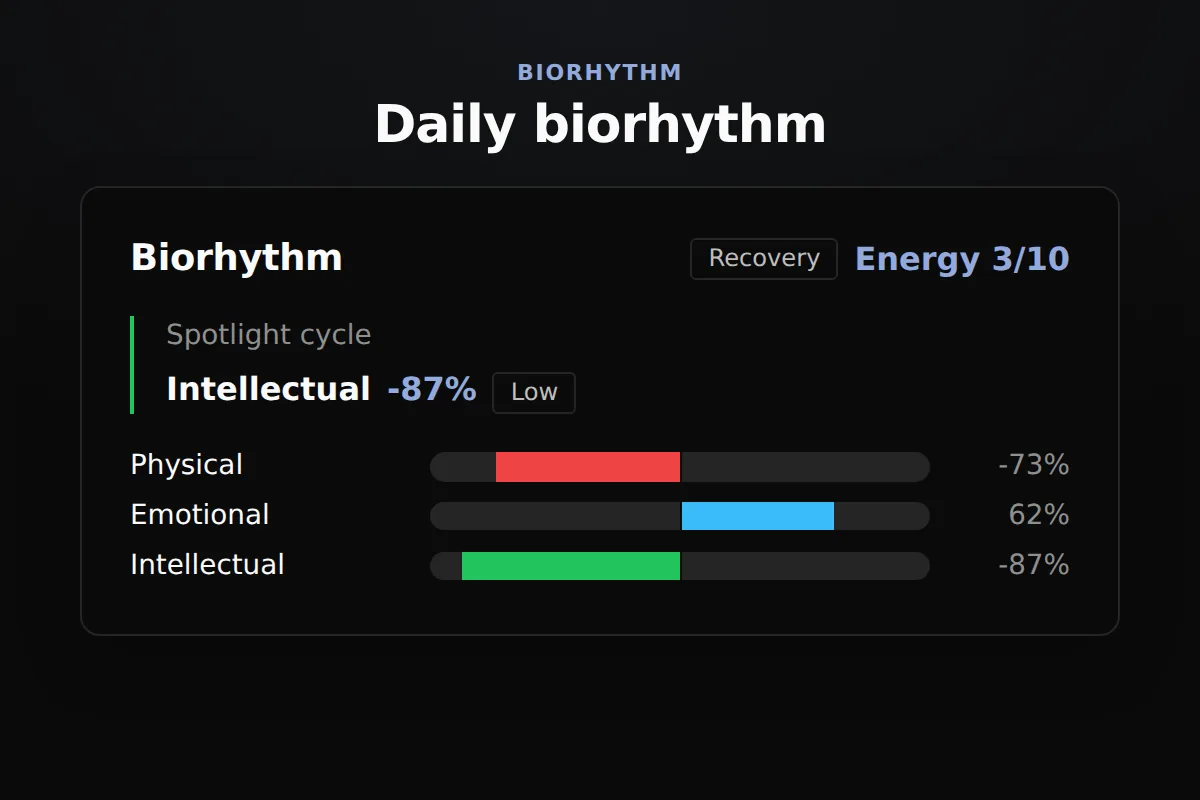 BIORHYTHM
Daily biorhythm
Biorhythm Recovery Energy 3/10
Spotlight cycle
Intellectual -87% Low
Physical -73%
Emotional 62%
Intellectual -87%